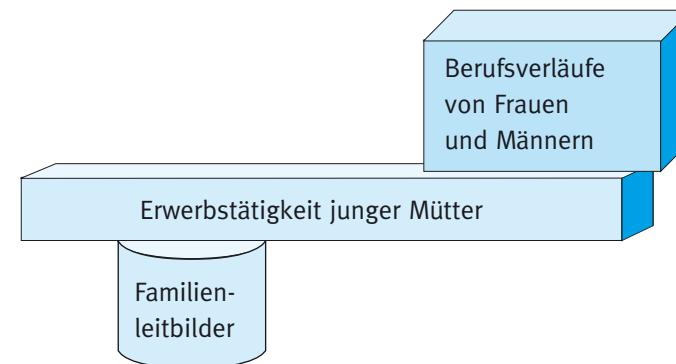 Berufsverläufe
von Frauen
und Männern
Erwerbstätigkeit junger Mütter
Familien-
leitbilder